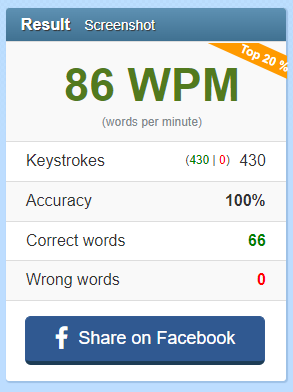 Result Screenshot
Top 20 %
86 WPM
(words per minute)
Keystrokes (430 | 0) 430
Accuracy 100%
Correct words 66
Wrong words 0
f Share on Facebook